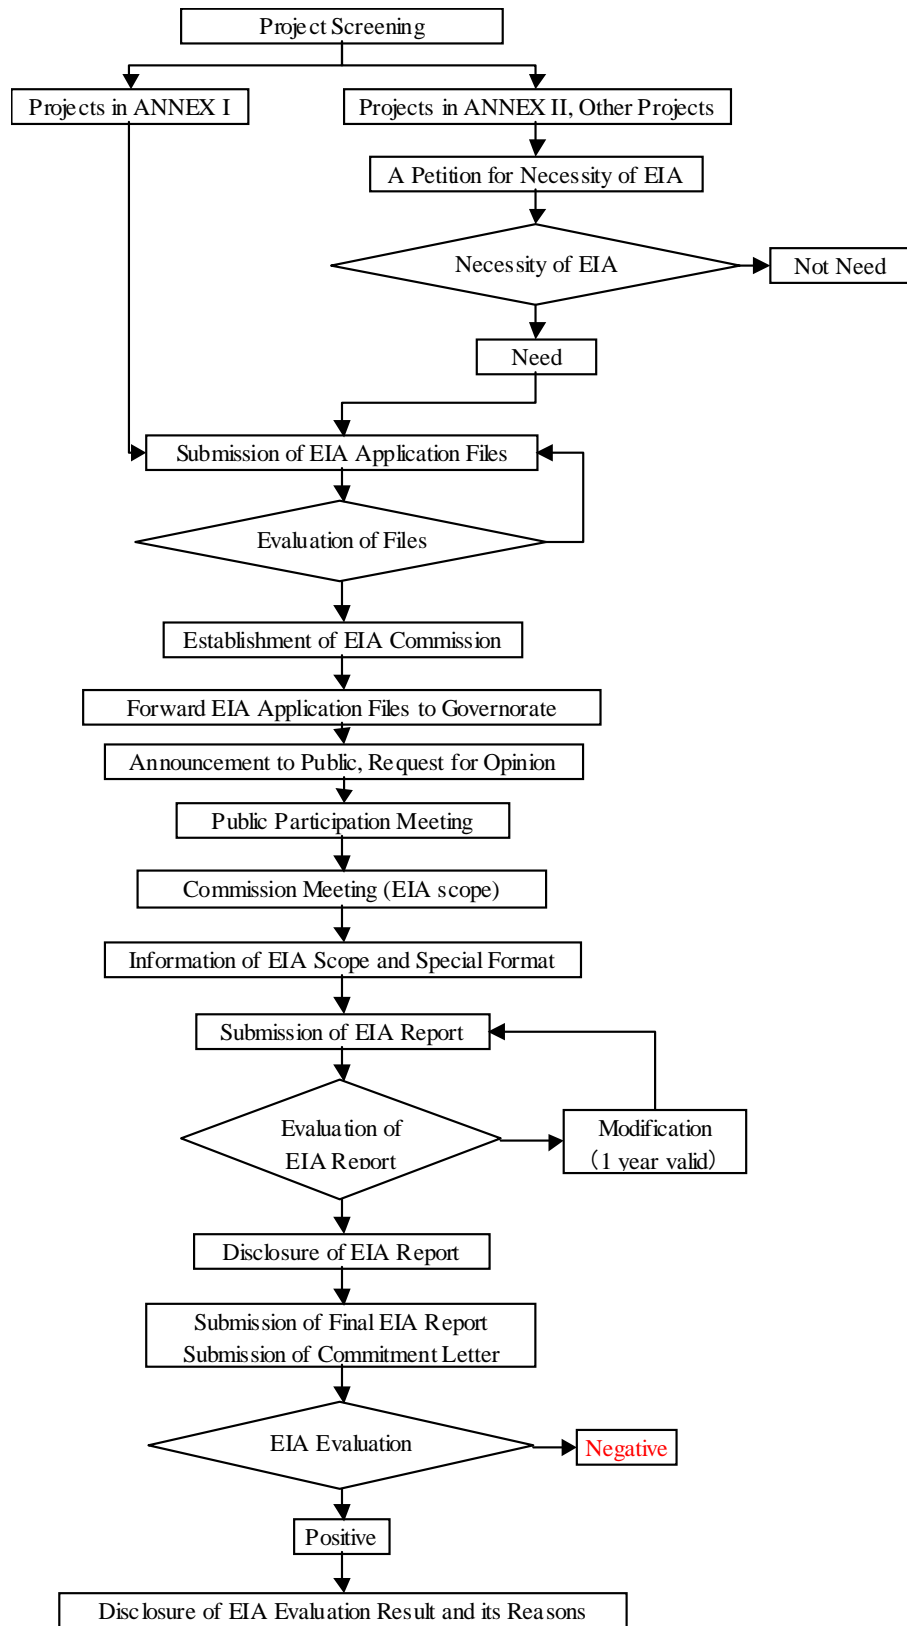 Project Screening
Projects in ANNEX I
Projects in ANNEX II, Other Projects
A Petition for Necessity of EIA
Necessity of EIA
Not Need
Need
Submission of EIA Application Files
Evaluation of Files
Establishment of EIA Commission
Forward EIA Application Files to Governorate
Announcement to Public, Request for Opinion
Public Participation Meeting
Commission Meeting (EIA scope)
Information of EIA Scope and Special Format
Submission of EIA Report
Evaluation of
EIA Report
Modification
(1 year valid)
Disclosure of EIA Report
Submission of Final EIA Report
Submission of Commitment Letter
EIA Evaluation
Negative
Positive
Disclosure of EIA Evaluation Result and its Reasons